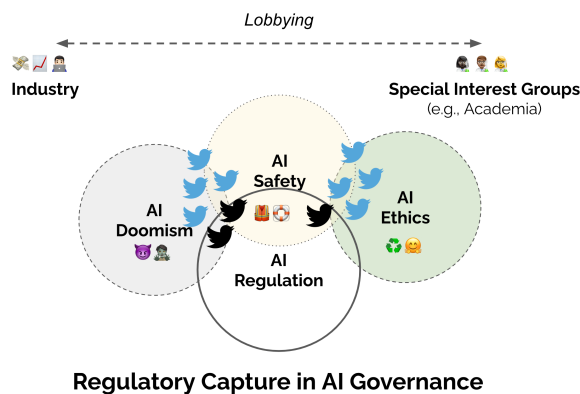 Lobbying
Industry
Special Interest Groups
(e.g., Academia)
AI
Safety
AI
Doomism
AI
Ethics
AI
Regulation
Regulatory Capture in AI Governance